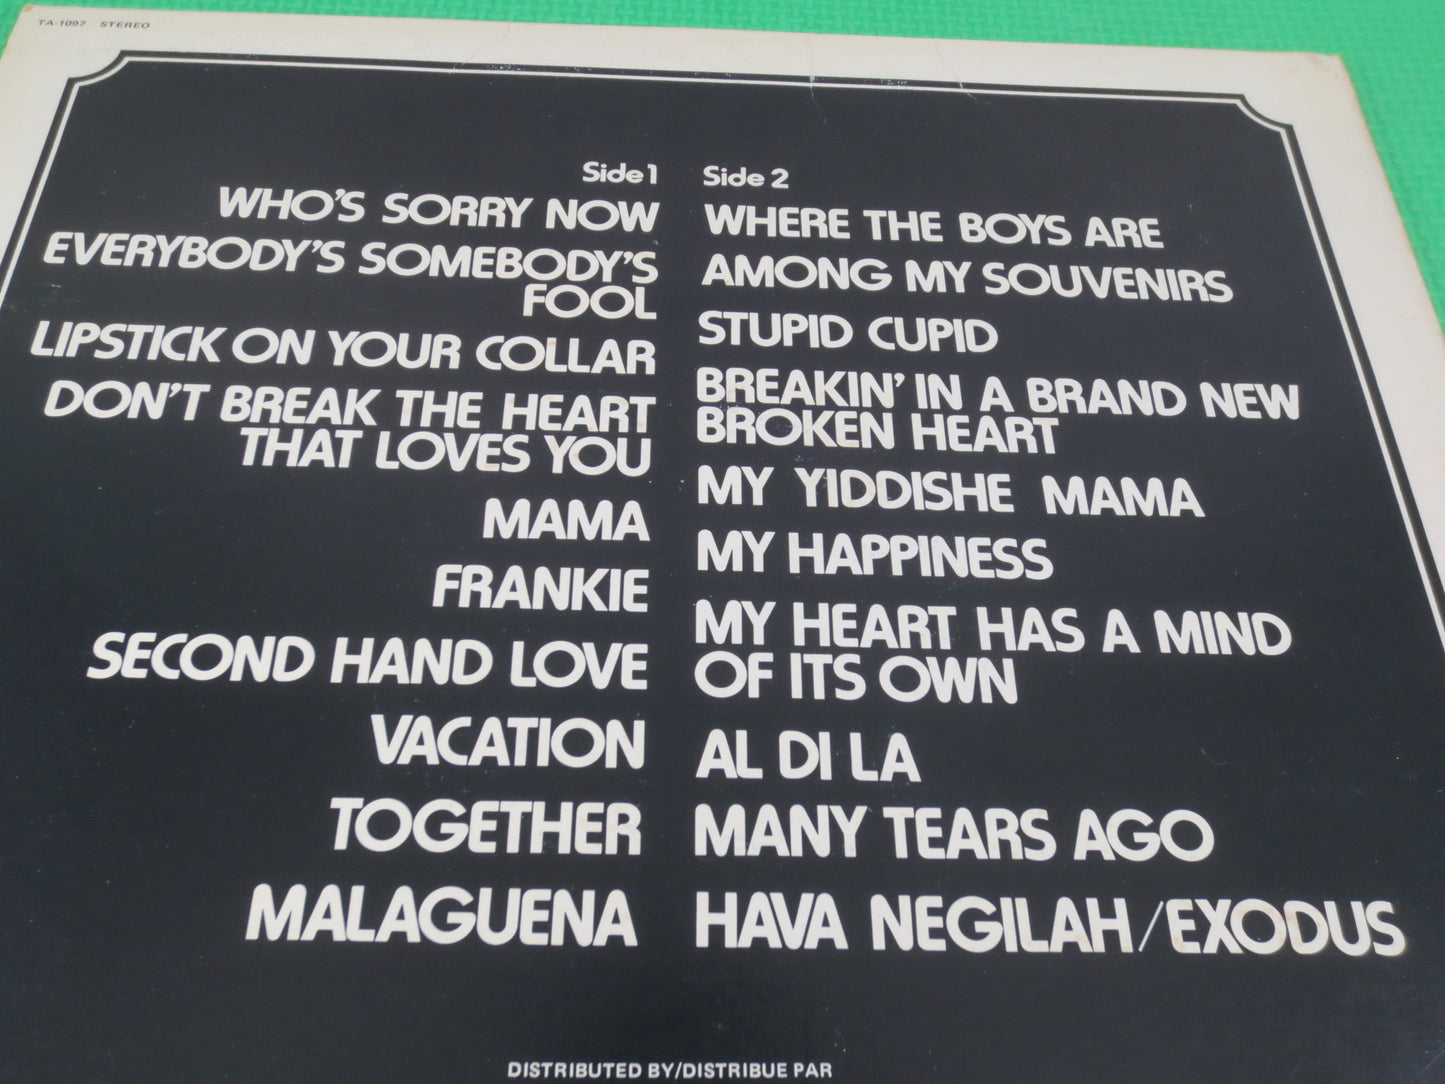 TA-1097 STEREO
Side 1
WHO'S SORRY NOW
EVERYBODY'S SOMEBODY'S
FOOL
LIPSTICK ON YOUR COLLAR
DON'T BREAK THE HEART
THAT LOVES YOU
MAMA
FRANKIE
SECOND HAND LOVE
VACATION
TOGETHER
MALAGUENA
Side 2
WHERE THE BOYS ARE
AMONG MY SOUVENIRS
STUPID CUPID
BREAKIN' IN A BRAND NEW
BROKEN HEART
MY YIDDISHE MAMA
MY HAPPINESS
MY HEART HAS A MIND
OF ITS OWN
AL DI LA
MANY TEARS AGO
HAVA NEGILAH/EXODUS
DISTRIBUTED BY/DISTRIBUE PAR